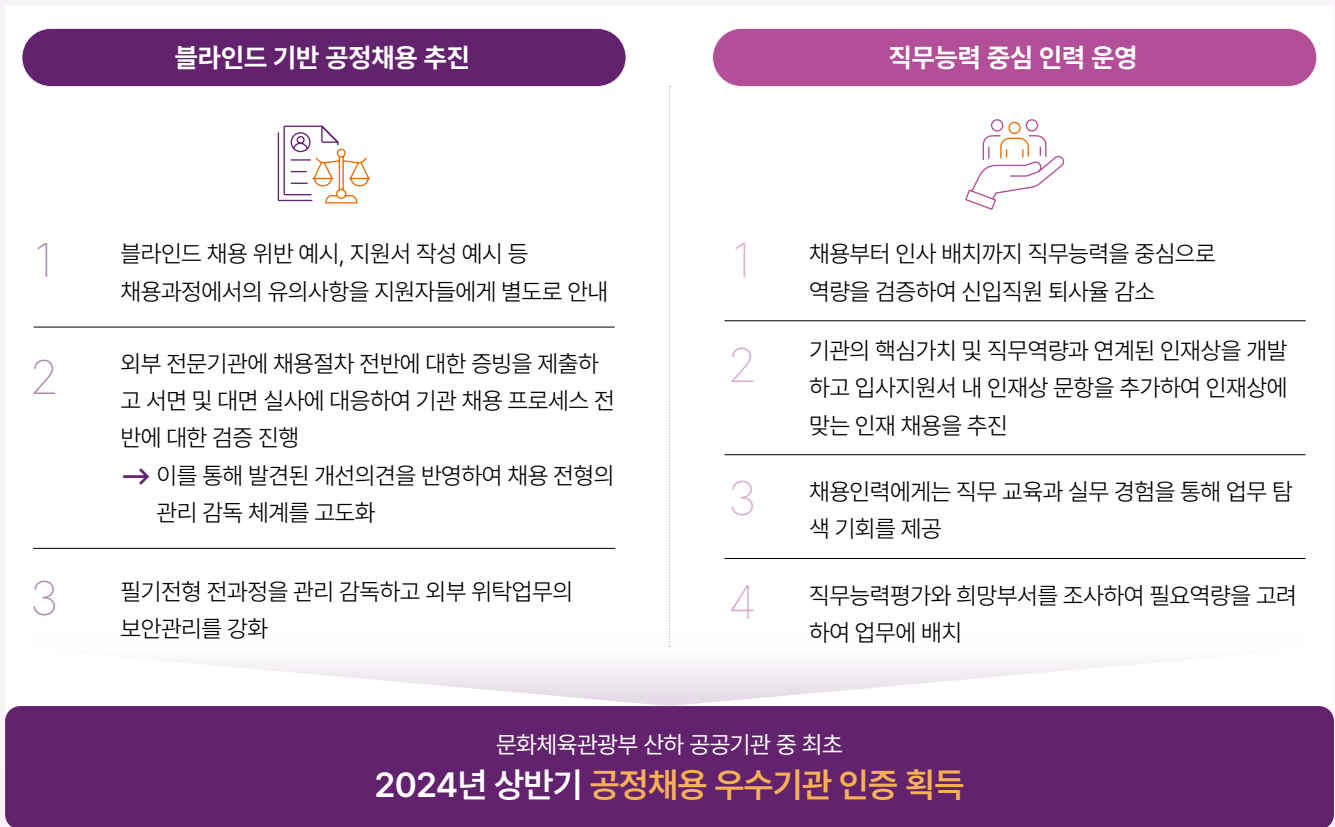 블라인드 기반 공정채용 추진
1
블라인드 채용 위반 예시, 지원서 작성 예시 등
채용과정에서의 유의사항을 지원자들에게 별도로 안내
2
외부 전문기관에 채용절차 전반에 대한 증빙을 제출하
고 서면 및 대면 실사에 대응하여 기관 채용 프로세스 전
반에 대한 검증 진행
→ 이를 통해 발견된 개선의견을 반영하여 채용 전형의
관리 감독 체계를 고도화
3
필기전형 전과정을 관리 감독하고 외부 위탁업무의
보안관리를 강화
직무능력 중심 인력 운영
1
채용부터 인사 배치까지 직무능력을 중심으로
역량을 검증하여 신입직원 퇴사율 감소
2
기관의 핵심가치 및 직무역량과 연계된 인재상을 개발
하고 입사지원서 내 인재상 문항을 추가하여 인재상에
맞는 인재 채용을 추진
3
채용인력에게는 직무 교육과 실무 경험을 통해 업무 탐
색 기회를 제공
4
직무능력평가와 희망부서를 조사하여 필요역량을 고려
하여 업무에 배치
문화체육관광부 산하 공공기관 중 최초
2024년 상반기 공정채용 우수기관 인증 획득